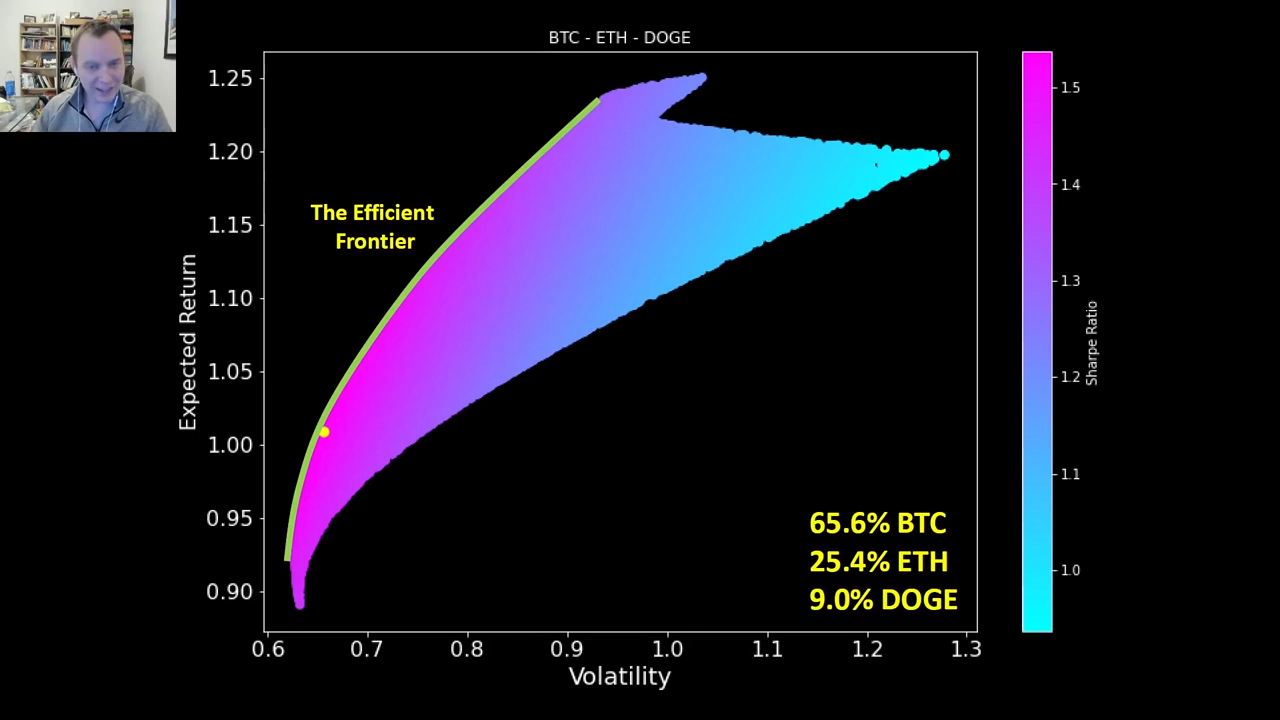 BTC - ETH - DOGE
1.25
1.20
1.15
1.10
1.05
1.00
0.95
0.90
Expected Return
The Efficient
Frontier
65.6% BTC
25.4% ETH
9.0% DOGE
0.6 0.7 0.8 0.9 1.0 1.1 1.2 1.3
Volatility
1.5
1.4
1.3
1.2
1.1
1.0
Sharpe Ratio